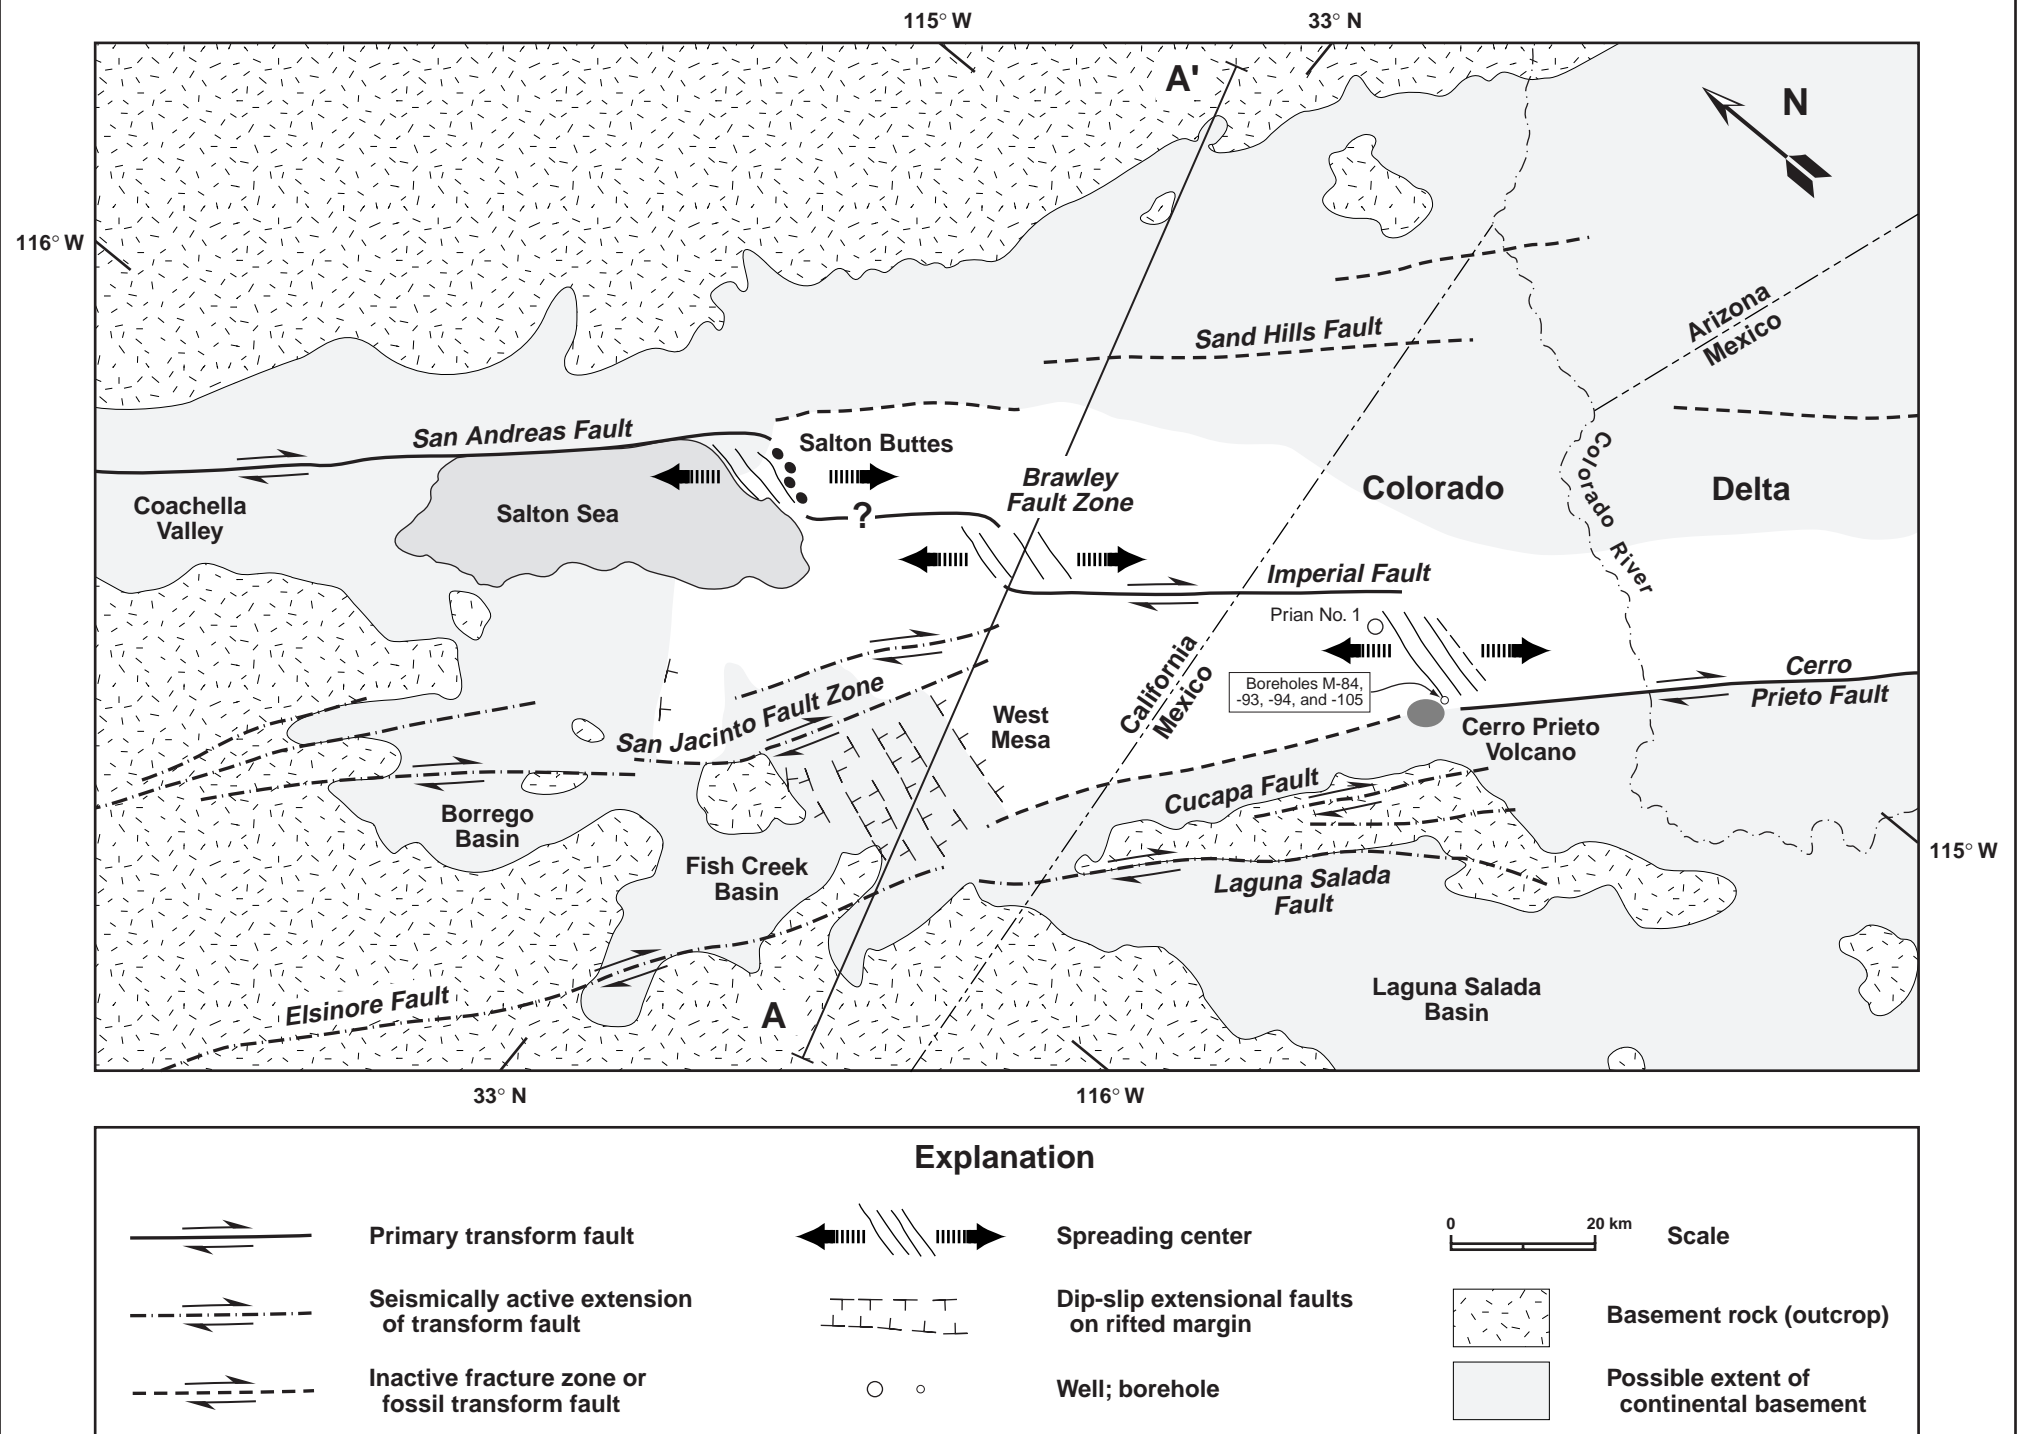 115° W
33° N
A'
N
116° W
Arizona
Mexico
Sand Hills Fault
San Andreas Fault
Salton Buttes
Brawley
Fault Zone
Colorado
Delta
Colorado River
Coachella
Valley
Salton Sea
?
Imperial Fault
Prian No. 1
California
Mexico
Boreholes M-84,
-93, -94, and -105
Cerro
Prieto Fault
San Jacinto Fault Zone
West
Mesa
Cerro Prieto
Volcano
Cucapa Fault
Borrego
Basin
Fish Creek
Basin
Laguna Salada
Fault
115° W
Elsinore Fault
A
Laguna Salada
Basin
33° N
116° W
Explanation
Primary transform fault
Spreading center
0
20 km
Scale
Seismically active extension
of transform fault
Dip-slip extensional faults
on rifted margin
Basement rock (outcrop)
Inactive fracture zone or
fossil transform fault
Well; borehole
Possible extent of
continental basement